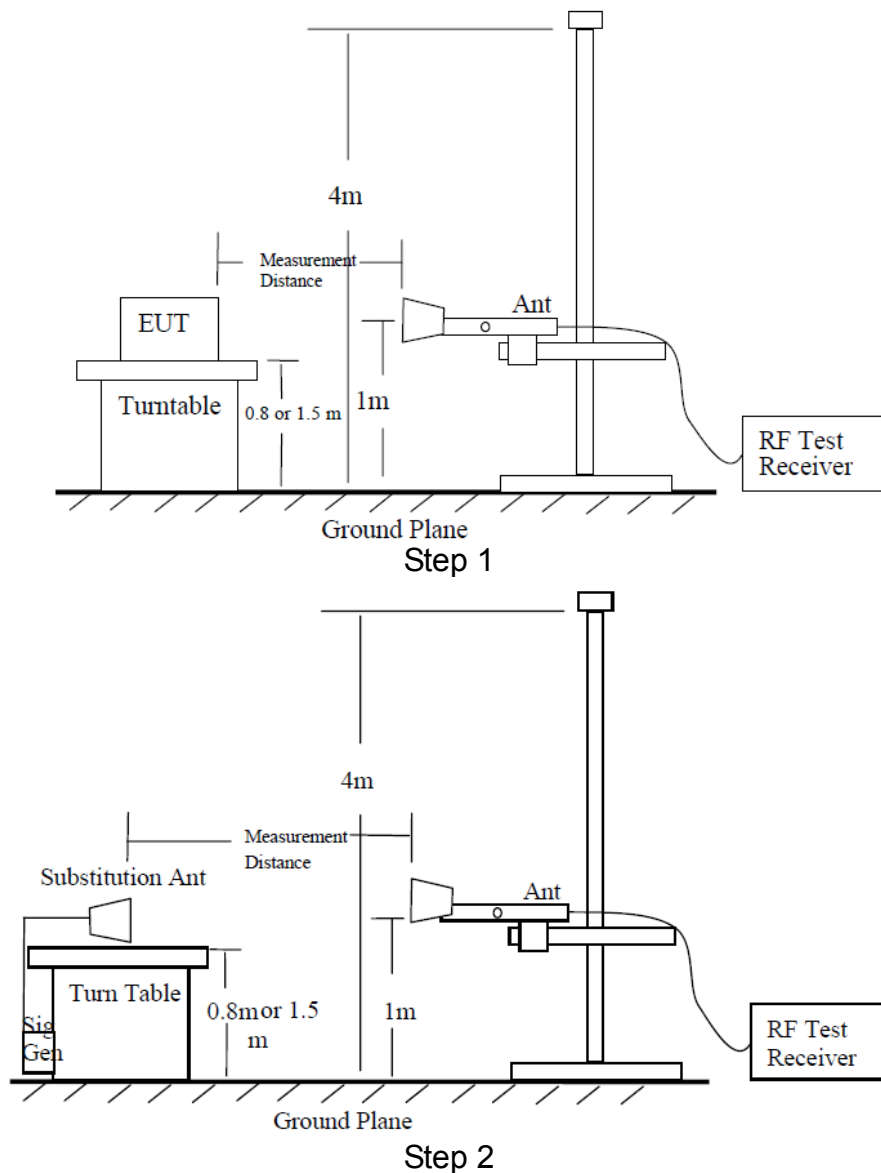 4m
Measurement
Distance
Ant
EUT
1m
Turntable
0.8 or 1.5 m
RF Test
Receiver
Ground Plane
Step 1
4m
Measurement
Distance
Substitution Ant
Ant
Turn Table
0.8m or 1.5
m
1m
Sig
Gen
RF Test
Receiver
Ground Plane
Step 2